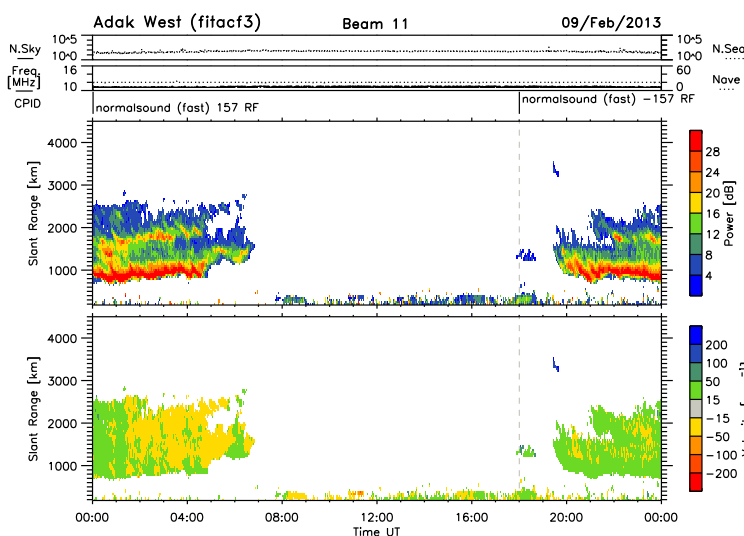 Adak West (fitacf3) Beam 11 09/Feb/2013
N.Sky 10^5 10^0 10^5 10^0 N.Sea
Freq. [MHz] 16 10 60 0 Nave
CPID normalsound (fast) 157 RF normalsound (fast) -157 RF
Slant Range [km]
4000
3000
2000
1000
Power [dB]
28
24
20
16
12
8
4
Slant Range [km]
4000
3000
2000
1000
200
100
50
15
-15
-50
-100
-200
00:00 04:00 08:00 12:00 16:00 20:00 00:00
Time UT